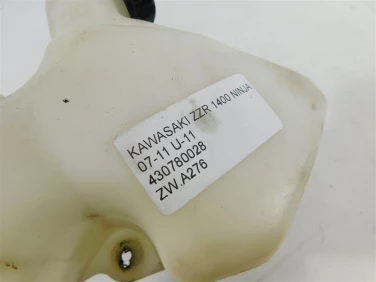 KAWASAKI ZZR 1400 NINJA
07-11 U-11
430780028
ZW.A276